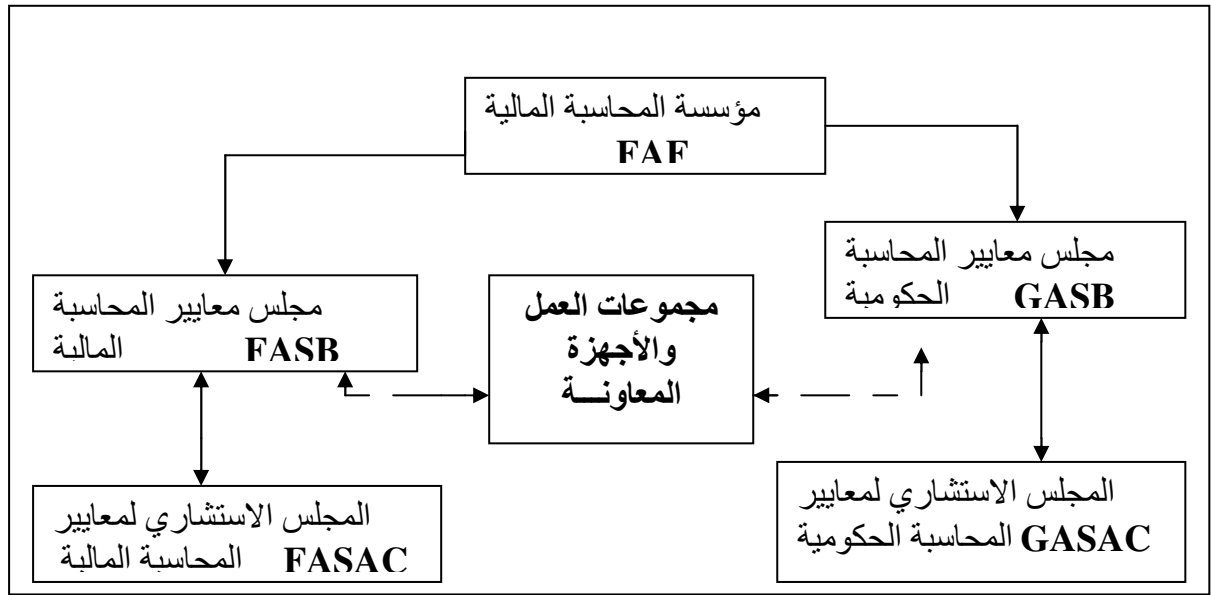 مؤسسة المحاسبة المالية
FAF
مجلس معايير المحاسبة
الحكومية GASB
مجلس معايير المحاسبة
المالية FASB
مجموعات العمل
والأجهزة
المعاونـــة
المجلس الاستشاري لمعايير
المحاسبة الحكومية GASAC
المجلس الاستشاري لمعايير
المحاسبة المالية FASAC